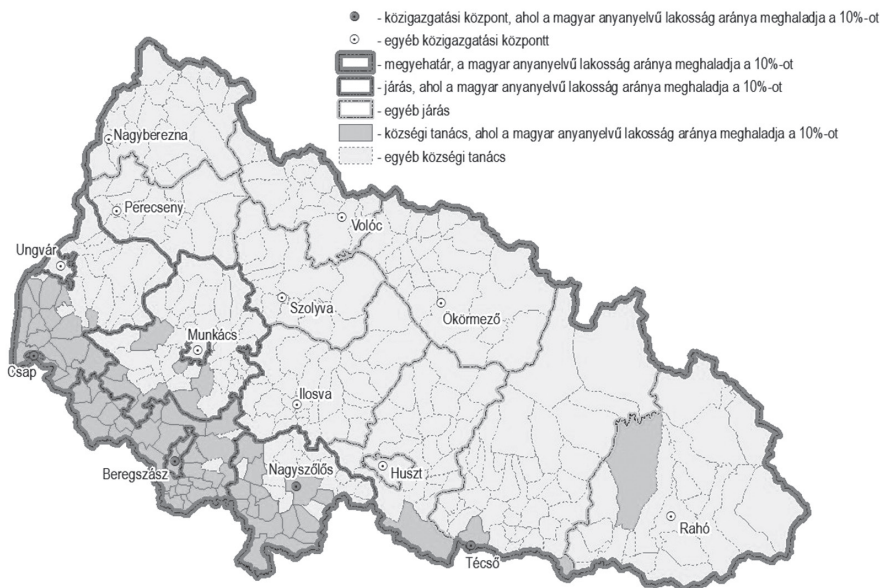 - közigazgatási központ, ahol a magyar anyanyelvű lakosság aránya meghaladja a 10%-ot
- egyéb közigazgatásiközpontt
- megyehatár, a magyar anyanyelvű lakosság aránya meghaladja a 10%-ot
- járás, ahol a magyar anyanyelvű lakosság aránya meghaladja a 10%-ot
- egyéb járás
- községi tanács, ahol a magyar anyanyelvű lakosság aránya meghaladja a 10%-ot
- egyéb községi tanács
Nagyberezna
Perecseny
Volóc
Ungvár
Szolyva
Ökörmező
Munkács
Csap
Ilosva
Beregszász
Nagyszőlős
Huszt
Rahó
Técső